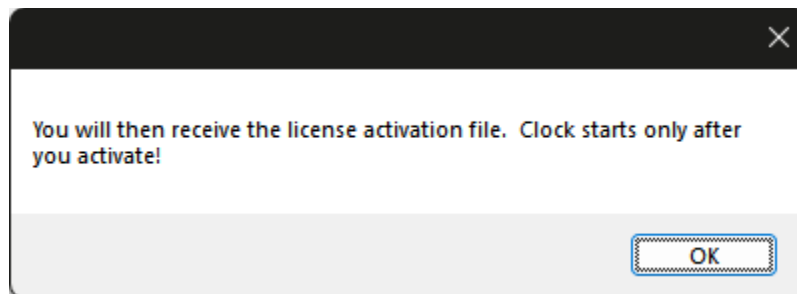 You will then receive the license activation file.  Clock starts only after
you activate!
OK